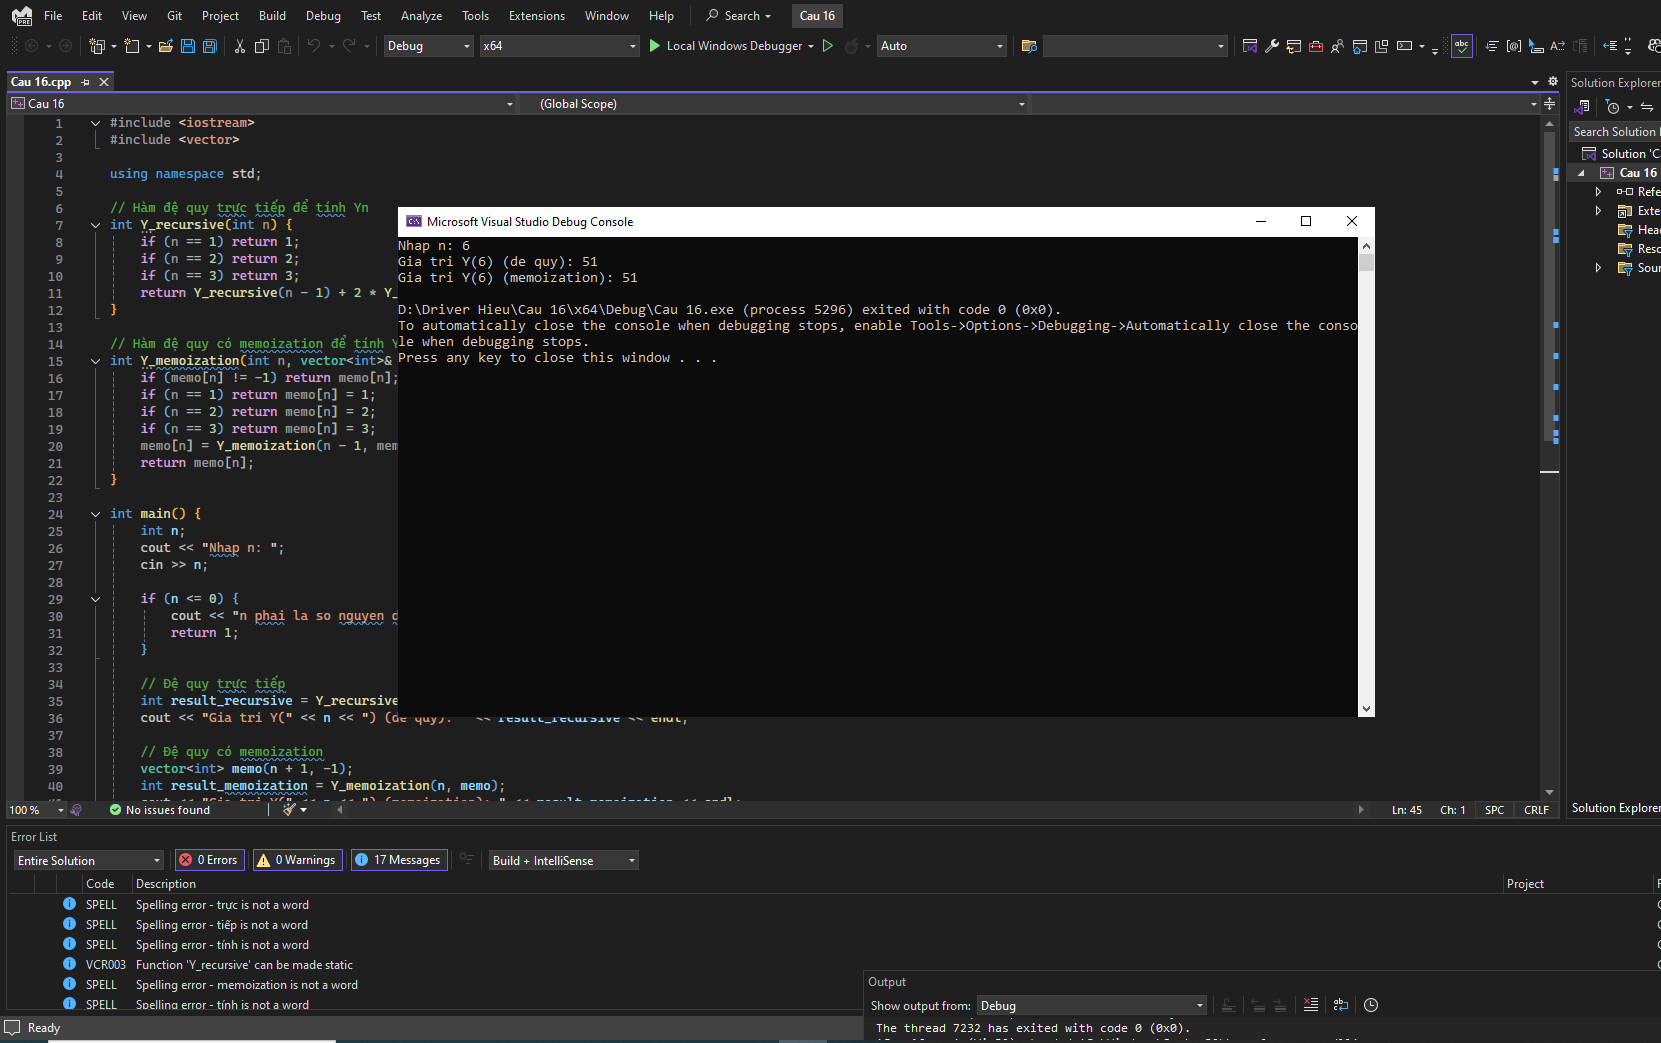 File Edit View Git Project Build Debug Test Analyze Tools Extensions Window Help Search Cau 16
Debug x64 Local Windows Debugger Auto
Cau 16.cpp
Solution Explorer
Cau 16 (Global Scope)
Search Solution
Solution 'C
Cau 16
Refe
Exte
Head
Reso
Sour
1 #include <iostream>
2 #include <vector>
3
4 using namespace std;
5
6 // Hàm đệ quy trực tiếp để tính Yn
7 int Y_recursive(int n) {
8 if (n == 1) return 1;
9 if (n == 2) return 2;
10 if (n == 3) return 3;
11 return Y_recursive(n - 1) + 2 * Y_
12 }
13
14 // Hàm đệ quy có memoization để tính Y
15 int Y_memoization(int n, vector<int>&
16 if (memo[n] != -1) return memo[n];
17 if (n == 1) return memo[n] = 1;
18 if (n == 2) return memo[n] = 2;
19 if (n == 3) return memo[n] = 3;
20 memo[n] = Y_memoization(n - 1, mem
21 return memo[n];
22 }
23
24 int main() {
25 int n;
26 cout << "Nhap n: ";
27 cin >> n;
28
29 if (n <= 0) {
30 cout << "n phai la so nguyen d
31 return 1;
32 }
33
34 // Đệ quy trực tiếp
35 int result_recursive = Y_recursive
36 cout << "Gia tri Y(" << n << ") (de quy): " << result_recursive << endl;
37
38 // Đệ quy có memoization
39 vector<int> memo(n + 1, -1);
40 int result_memoization = Y_memoization(n, memo);
cout << "Gia tri Y(" << n << ") (memoization): " << result_memoization << endl;
Microsoft Visual Studio Debug Console
Nhap n: 6
Gia tri Y(6) (de quy): 51
Gia tri Y(6) (memoization): 51
D:\Driver Hieu\Cau 16\x64\Debug\Cau 16.exe (process 5296) exited with code 0 (0x0).
To automatically close the console when debugging stops, enable Tools->Options->Debugging->Automatically close the conso
le when debugging stops.
Press any key to close this window . . .
100 % No issues found Ln: 45 Ch: 1 SPC CRLF
Solution Explorer
Error List
Entire Solution 0 Errors 0 Warnings 17 Messages Build + IntelliSense
Code Description Project
SPELL Spelling error - trực is not a word
SPELL Spelling error - tiếp is not a word
SPELL Spelling error - tính is not a word
VCR003 Function 'Y_recursive' can be made static
SPELL Spelling error - memoization is not a word
SPELL Spelling error - tính is not a word
Output
Show output from: Debug
The thread 7232 has exited with code 0 (0x0).
Ready